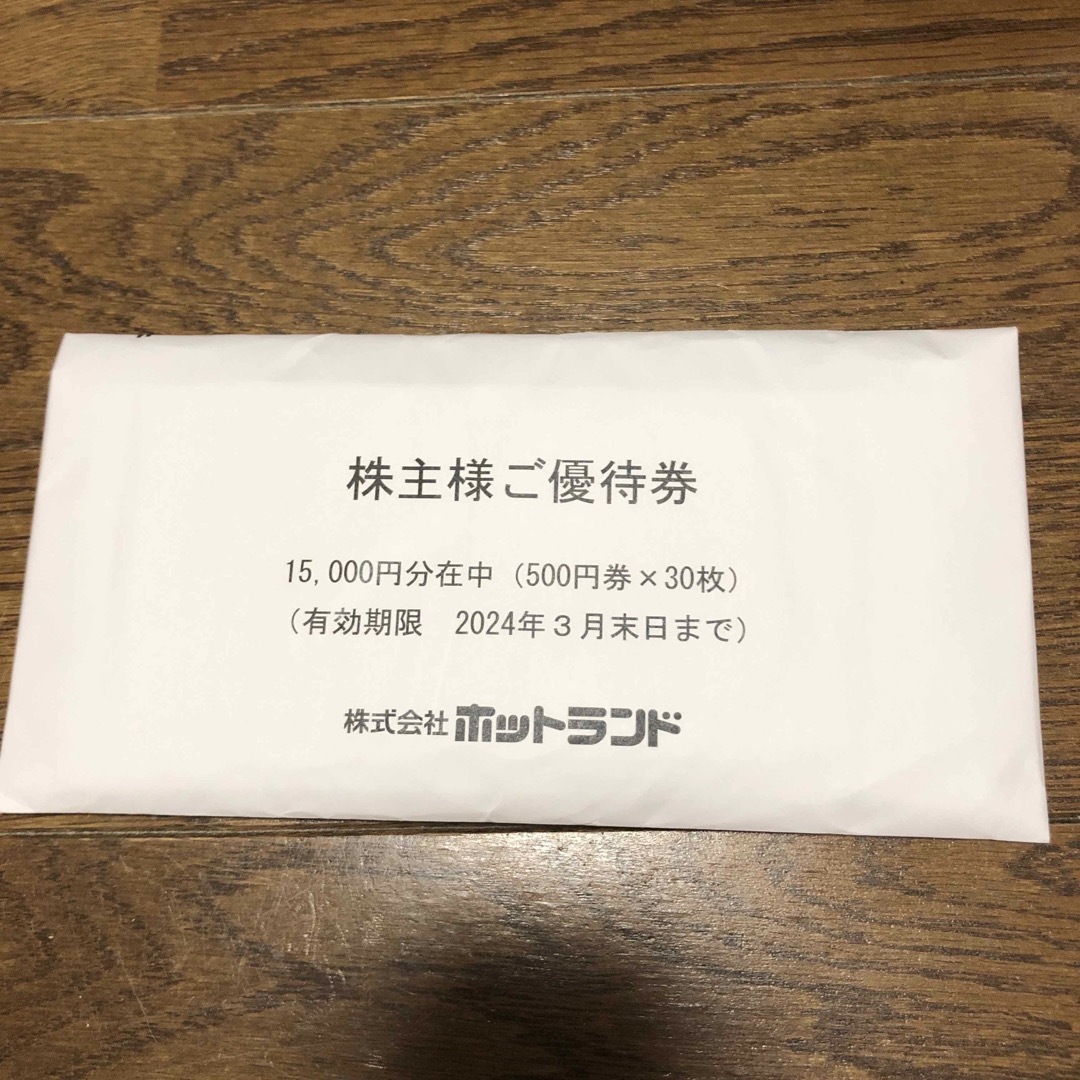 株主様ご優待券
15,000円分在中（500円券×30枚）
（有効期限　2024年３月末日まで）
株式会社ホットランド